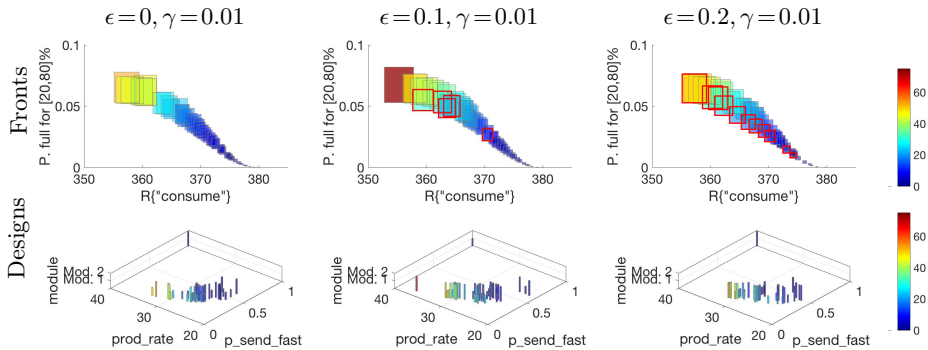 ϵ=0, γ=0.01
ϵ=0.1, γ=0.01
ϵ=0.2, γ=0.01
Fronts
P. full for [20,80]%
0.1
0.05
0
350
360
370
380
R{"consume"}
P. full for [20,80]%
0.1
0.05
0
350
360
370
380
R{"consume"}
P. full for [20,80]%
0.1
0.05
0
350
360
370
380
R{"consume"}
60
40
20
0
Designs
module
Mod. 2
Mod. 1
40
30
20
prod_rate
0
0.5
1
p_send_fast
module
Mod. 2
Mod. 1
40
30
20
prod_rate
0
0.5
1
p_send_fast
module
Mod. 2
Mod. 1
40
30
20
prod_rate
0
0.5
1
p_send_fast
60
40
20
0